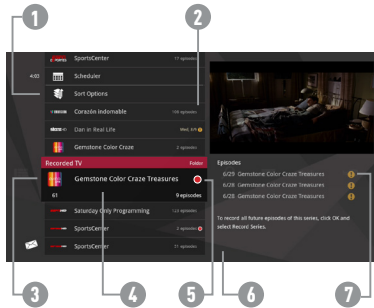 1
2
SportsCenter 17 episodes
4:03 Scheduler
Sort Options
Corazón indomable episodes
Dan in Real Life Wed, 6/9
Gemstone Color Craze 2 episodes
Recorded TV Folder
Gemstone Color Craze Treasures
61 9 episodes
Saturday Only Programming episodes
SportsCenter 2 episodes
SportsCenter 51 episodes
Episodes
6/29 Gemstone Color Craze Treasures
6/28 Gemstone Color Craze Treasures
6/28 Gemstone Color Craze Treasures
To record all future episodes of this series, click OK and
select Record Series.
3
4
5
6
7